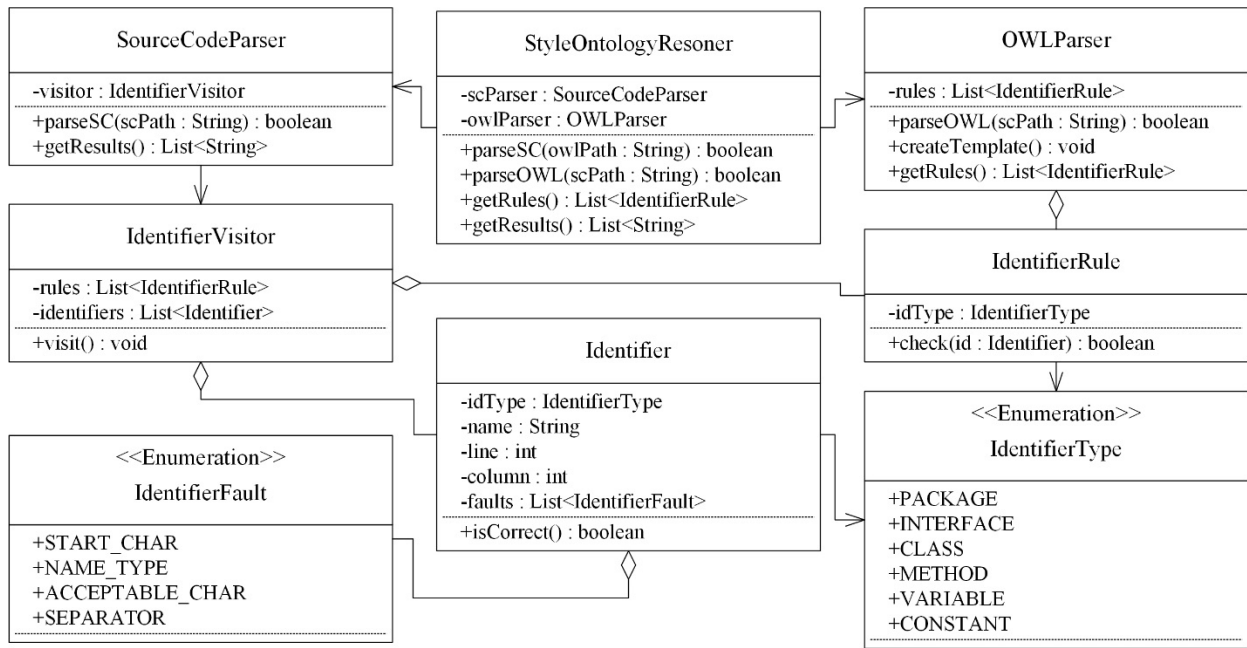 SourceCodeParser
-visitor : IdentifierVisitor
+parseSC(scPath : String) : boolean
+getResults() : List<String>
StyleOntologyResoner
-scParser : SourceCodeParser
-owlParser : OWLParser
+parseSC(owlPath : String) : boolean
+parseOWL(scPath : String) : boolean
+getRules() : List<IdentifierRule>
+getResults() : List<String>
OWLParser
-rules : List<IdentifierRule>
+parseOWL(scPath : String) : boolean
+createTemplate() : void
+getRules() : List<IdentifierRule>
IdentifierVisitor
-rules : List<IdentifierRule>
-identifiers : List<Identifier>
+visit() : void
IdentifierRule
-idType : IdentifierType
+check(id : Identifier) : boolean
Identifier
-idType : IdentifierType
-name : String
-line : int
-column : int
-faults : List<IdentifierFault>
+isCorrect() : boolean
<<Enumeration>>
IdentifierFault
+START_CHAR
+NAME_TYPE
+ACCEPTABLE_CHAR
+SEPARATOR
<<Enumeration>>
IdentifierType
+PACKAGE
+INTERFACE
+CLASS
+METHOD
+VARIABLE
+CONSTANT